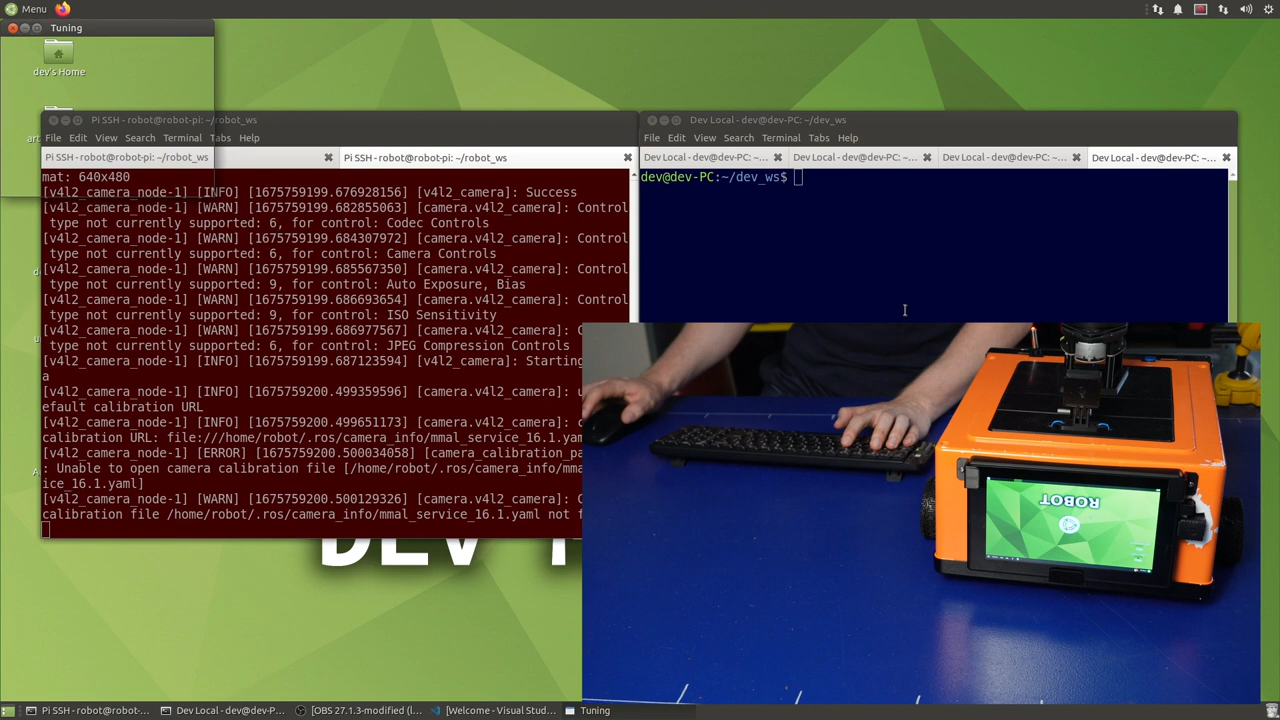 Menu
Tuning
dev's Home
Pi SSH - robot@robot-pi: ~/robot_ws
File Edit View Search Terminal Tabs Help
Pi SSH - robot@robot-pi: ~/robot_ws
Pi SSH - robot@robot-pi: ~/robot_ws
mat: 640x480
[v4l2_camera_node-1] [INFO] [1675759199.676928156] [v4l2_camera]: Success
[v4l2_camera_node-1] [WARN] [1675759199.682855063] [camera.v4l2_camera]: Control
type not currently supported: 6, for control: Codec Controls
[v4l2_camera_node-1] [WARN] [1675759199.684307972] [camera.v4l2_camera]: Control
type not currently supported: 6, for control: Camera Controls
[v4l2_camera_node-1] [WARN] [1675759199.685567350] [camera.v4l2_camera]: Control
type not currently supported: 9, for control: Auto Exposure, Bias
[v4l2_camera_node-1] [WARN] [1675759199.686693654] [camera.v4l2_camera]: Control
type not currently supported: 9, for control: ISO Sensitivity
[v4l2_camera_node-1] [WARN] [1675759199.686977567] [camera.v4l2_camera]: C
type not currently supported: 6, for control: JPEG Compression Controls
[v4l2_camera_node-1] [INFO] [1675759199.687123594] [v4l2_camera]: Starting
a
[v4l2_camera_node-1] [INFO] [1675759200.499359596] [camera.v4l2_camera]: u
efault calibration URL
[v4l2_camera_node-1] [INFO] [1675759200.499651173] [camera.v4l2_camera]: c
calibration URL: file:///home/robot/.ros/camera_info/mmal_service_16.1.yam
[v4l2_camera_node-1] [ERROR] [1675759200.500034058] [camera_calibration_pa
: Unable to open camera calibration file [/home/robot/.ros/camera_info/mma
ice_16.1.yaml]
[v4l2_camera_node-1] [WARN] [1675759200.500129326] [camera.v4l2_camera]: C
calibration file /home/robot/.ros/camera_info/mmal_service_16.1.yaml not f
Dev Local - dev@dev-PC: ~/dev_ws
File Edit View Search Terminal Tabs Help
Dev Local - dev@dev-PC: ~/...
Dev Local - dev@dev-PC: ~/...
Dev Local - dev@dev-PC: ~/...
Dev Local - dev@dev-PC: ~/...
dev@dev-PC:~/dev_ws$
DEV
ROBOT
Pi SSH - robot@robot-...
Dev Local - dev@dev-P...
[OBS 27.1.3-modified (l...
[Welcome - Visual Stud...
Tuning